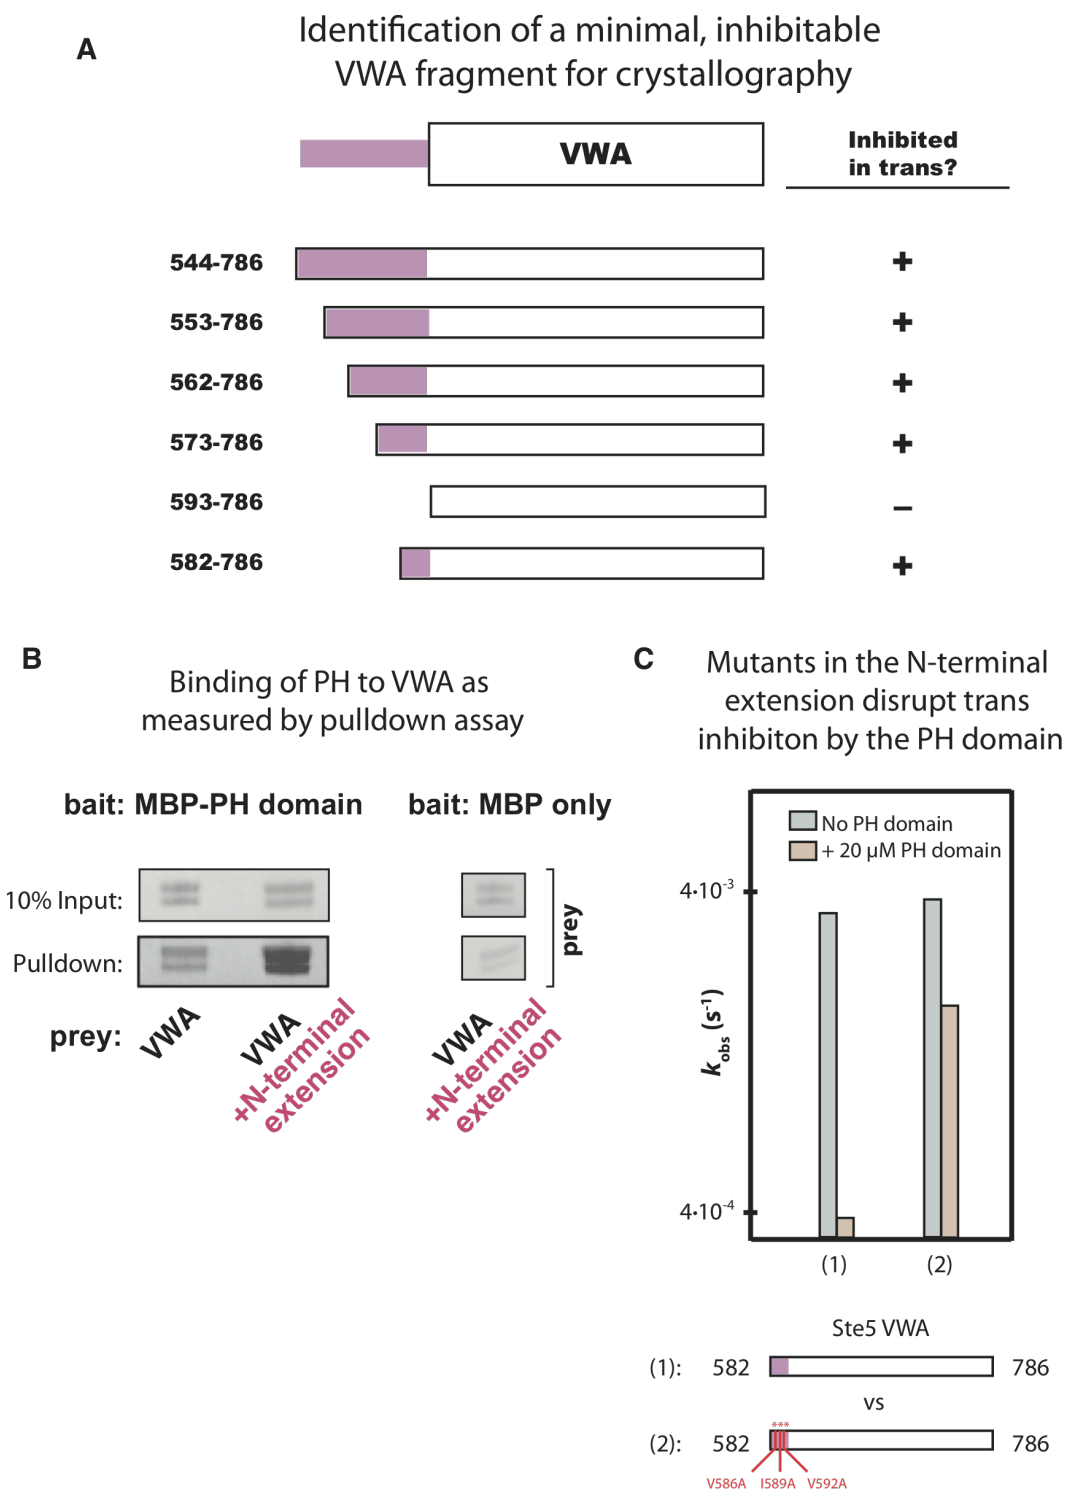 A
Identification of a minimal, inhibitable
VWA fragment for crystallography
VWA
Inhibited
in trans?
544-786
+
553-786
+
562-786
+
573-786
+
593-786
–
582-786
+
B
Binding of PH to VWA as
measured by pulldown assay
bait: MBP-PH domain
bait: MBP only
10% Input:
Pulldown:
prey
prey:
VWA
VWA
+N-terminal
extension
VWA
+N-terminal
extension
C
Mutants in the N-terminal
extension disrupt trans
inhibiton by the PH domain
No PH domain
+ 20 µM PH domain
4·10⁻³
4·10⁻⁴
k_obs (s⁻¹)
(1)
(2)
Ste5 VWA
(1): 582 786
vs
***
(2): 582 786
V586A I589A V592A